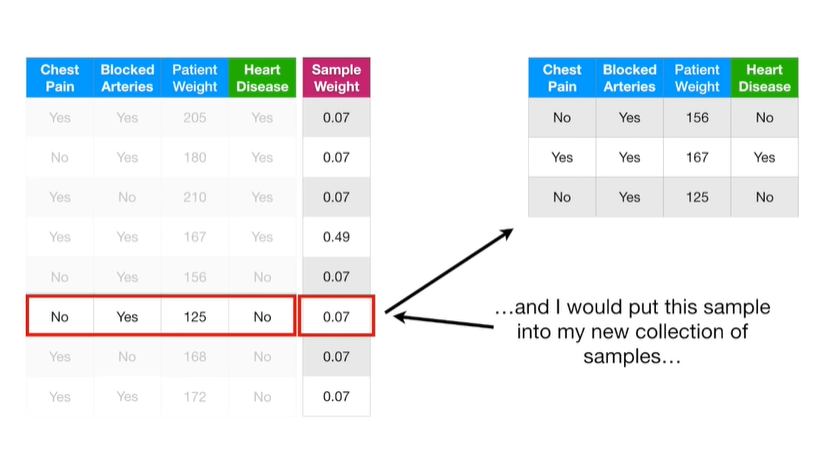 Chest Pain Blocked Arteries Patient Weight Heart Disease Sample Weight
Yes Yes 205 Yes 0.07
No Yes 180 Yes 0.07
Yes No 210 Yes 0.07
Yes Yes 167 Yes 0.49
No Yes 156 No 0.07
No Yes 125 No 0.07
Yes No 168 No 0.07
Yes Yes 172 No 0.07
Chest Pain Blocked Arteries Patient Weight Heart Disease
No Yes 156 No
Yes Yes 167 Yes
No Yes 125 No
…and I would put this sample
into my new collection of
samples…